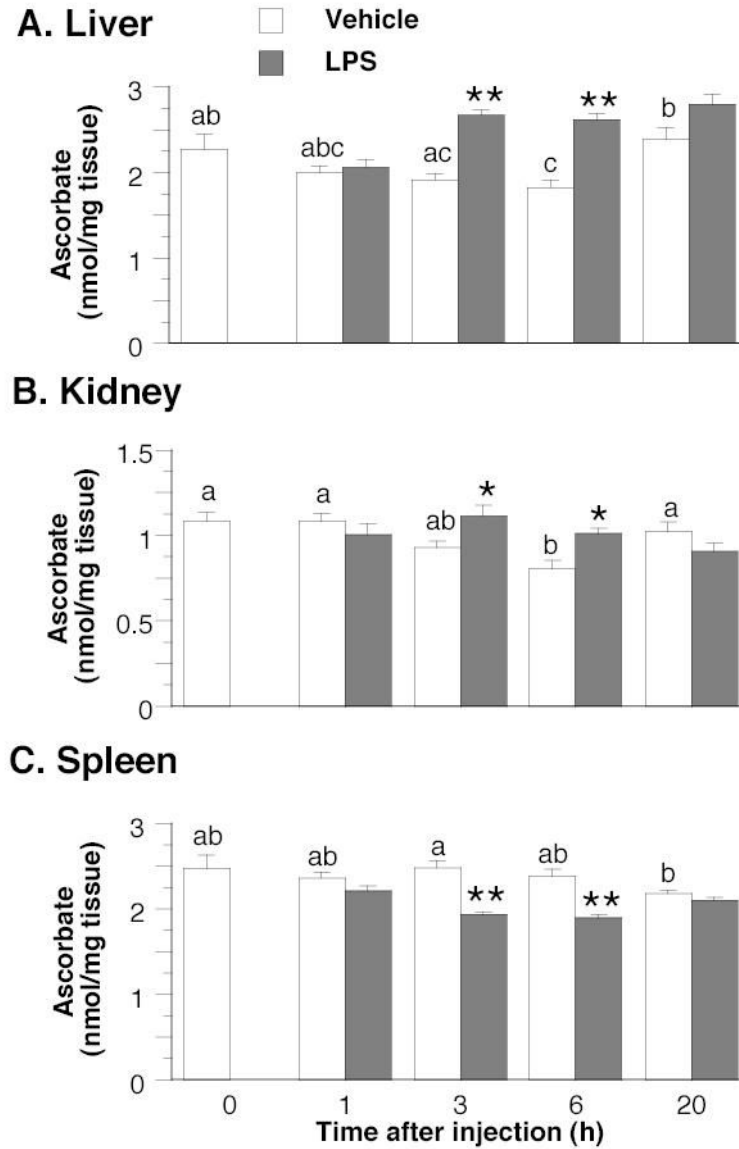 A. Liver
Vehicle
LPS
Ascorbate
(nmol/mg tissue)
3
2
1
0
ab
abc
ac
**
c
**
b
B. Kidney
Ascorbate
(nmol/mg tissue)
1.5
1
0.5
0
a
a
ab
*
b
*
a
C. Spleen
Ascorbate
(nmol/mg tissue)
3
2
1
0
ab
ab
a
**
ab
**
b
0 1 3 6 20
Time after injection (h)